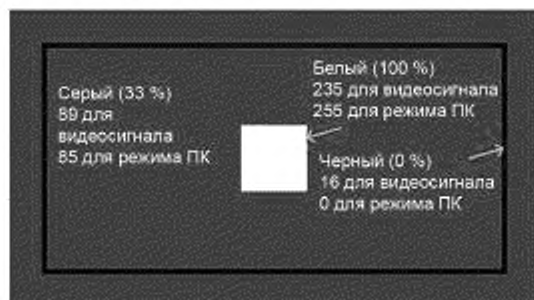 Серый (33 %)
89 для
видеосигнала
85 для режима ПК
Белый (100 %)
235 для видеосигнала
255 для режима ПК
Черный (0 %)
16 для видеосигнала
0 для режима ПК